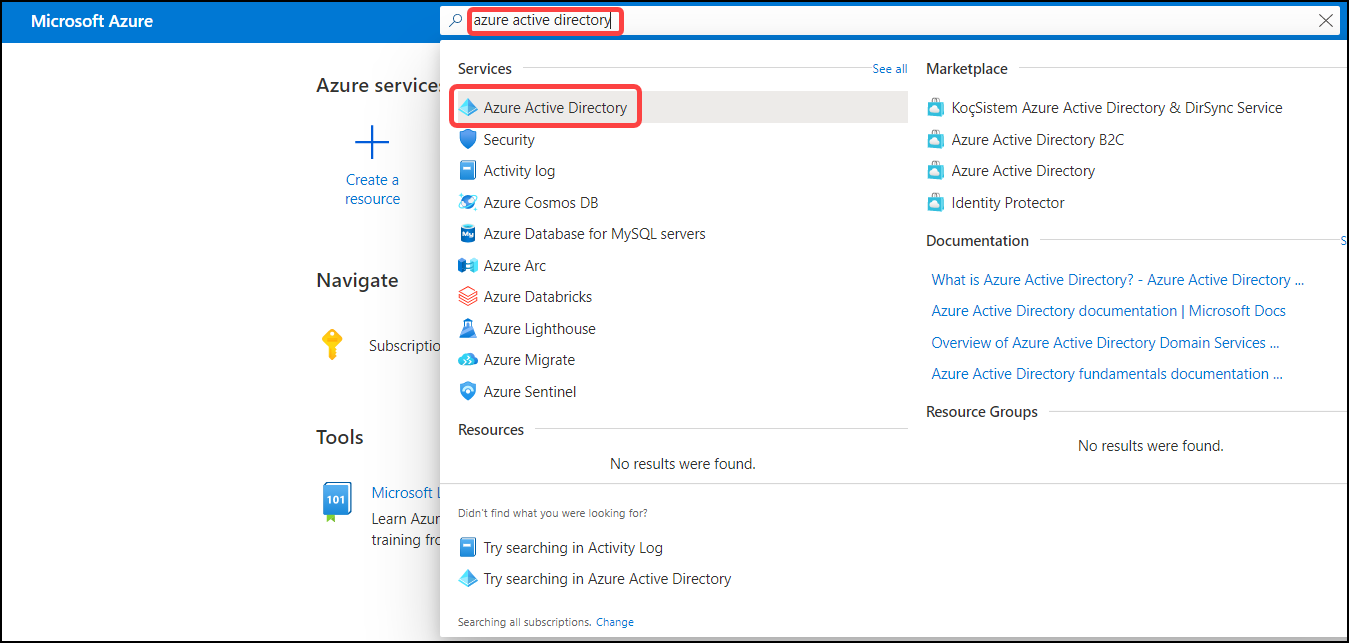 Microsoft Azure
azure active directory
Azure services
Create a
resource
Navigate
Subscriptio
Tools
101
Microsoft L
Learn Azur
training fro
Services
See all
Azure Active Directory
Security
Activity log
Azure Cosmos DB
My
Azure Database for MySQL servers
Azure Arc
Azure Databricks
Azure Lighthouse
Azure Migrate
Azure Sentinel
Resources
No results were found.
Marketplace
KoçSistem Azure Active Directory & DirSync Service
Azure Active Directory B2C
Azure Active Directory
Identity Protector
Documentation
S
What is Azure Active Directory? - Azure Active Directory ...
Azure Active Directory documentation | Microsoft Docs
Overview of Azure Active Directory Domain Services ...
Azure Active Directory fundamentals documentation ...
Resource Groups
No results were found.
Didn't find what you were looking for?
Try searching in Activity Log
Try searching in Azure Active Directory
Searching all subscriptions. Change